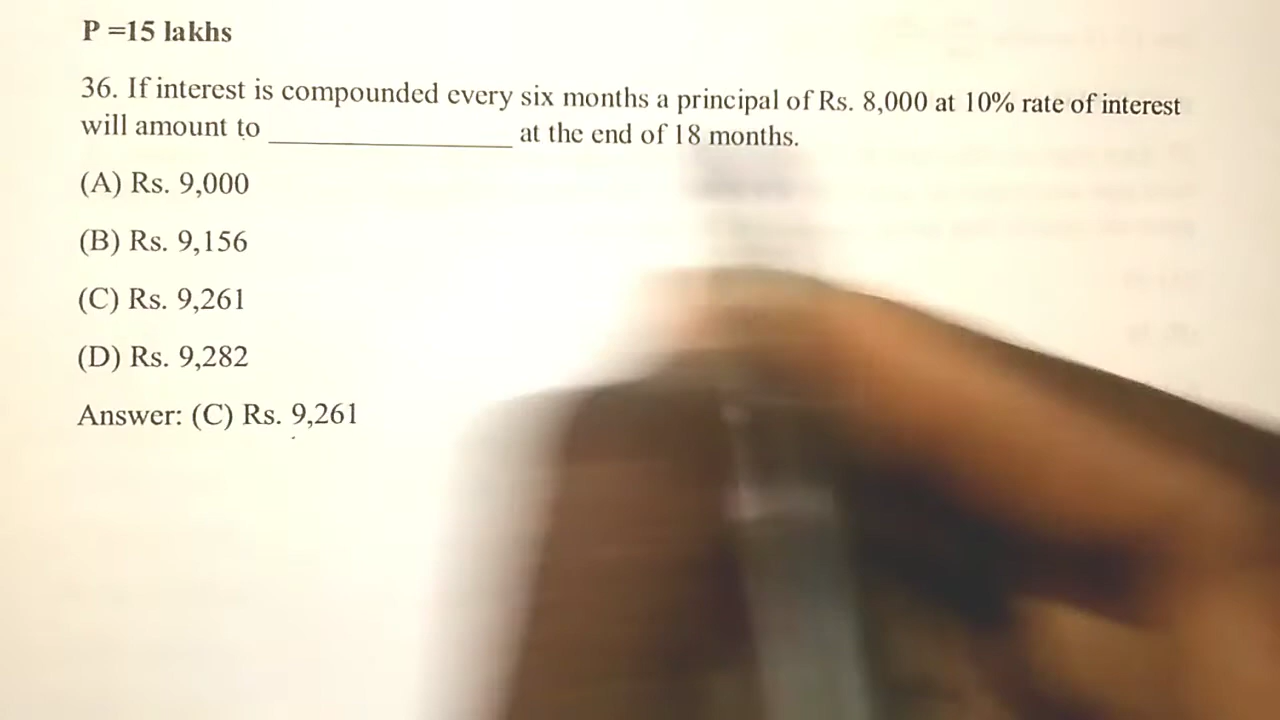 P =15 lakhs
36. If interest is compounded every six months a principal of Rs. 8,000 at 10% rate of interest
will amount to _______________ at the end of 18 months.
(A) Rs. 9,000
(B) Rs. 9,156
(C) Rs. 9,261
(D) Rs. 9,282
Answer: (C) Rs. 9,261